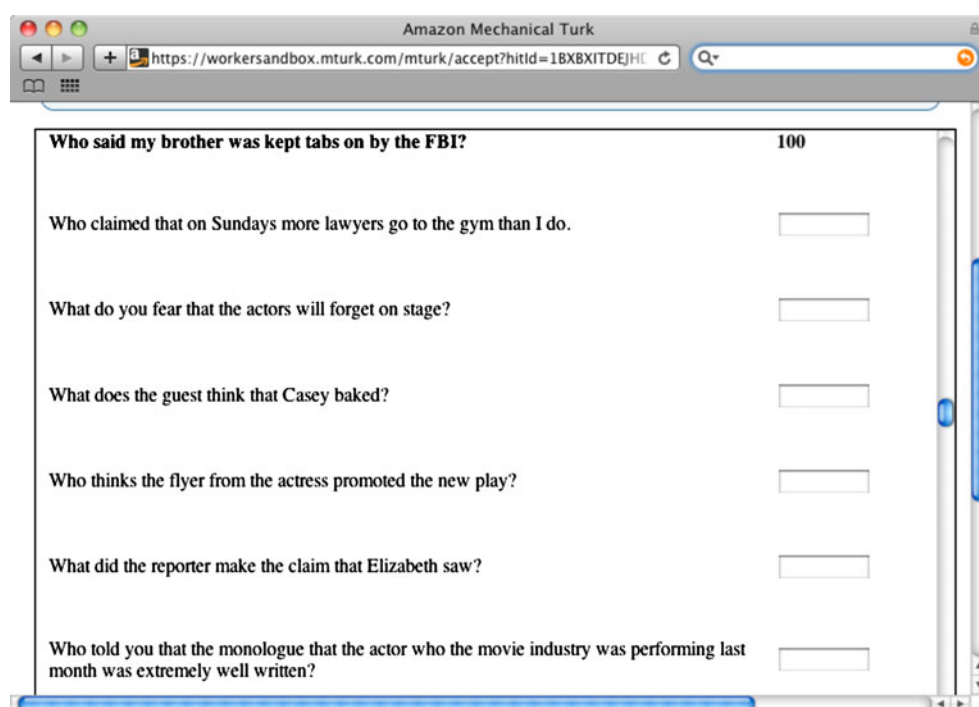 Amazon Mechanical Turk
https://workersandbox.mturk.com/mturk/accept?hitId=1BXBXITDEJH
Who said my brother was kept tabs on by the FBI? 100
Who claimed that on Sundays more lawyers go to the gym than I do.
What do you fear that the actors will forget on stage?
What does the guest think that Casey baked?
Who thinks the flyer from the actress promoted the new play?
What did the reporter make the claim that Elizabeth saw?
Who told you that the monologue that the actor who the movie industry was performing last
month was extremely well written?